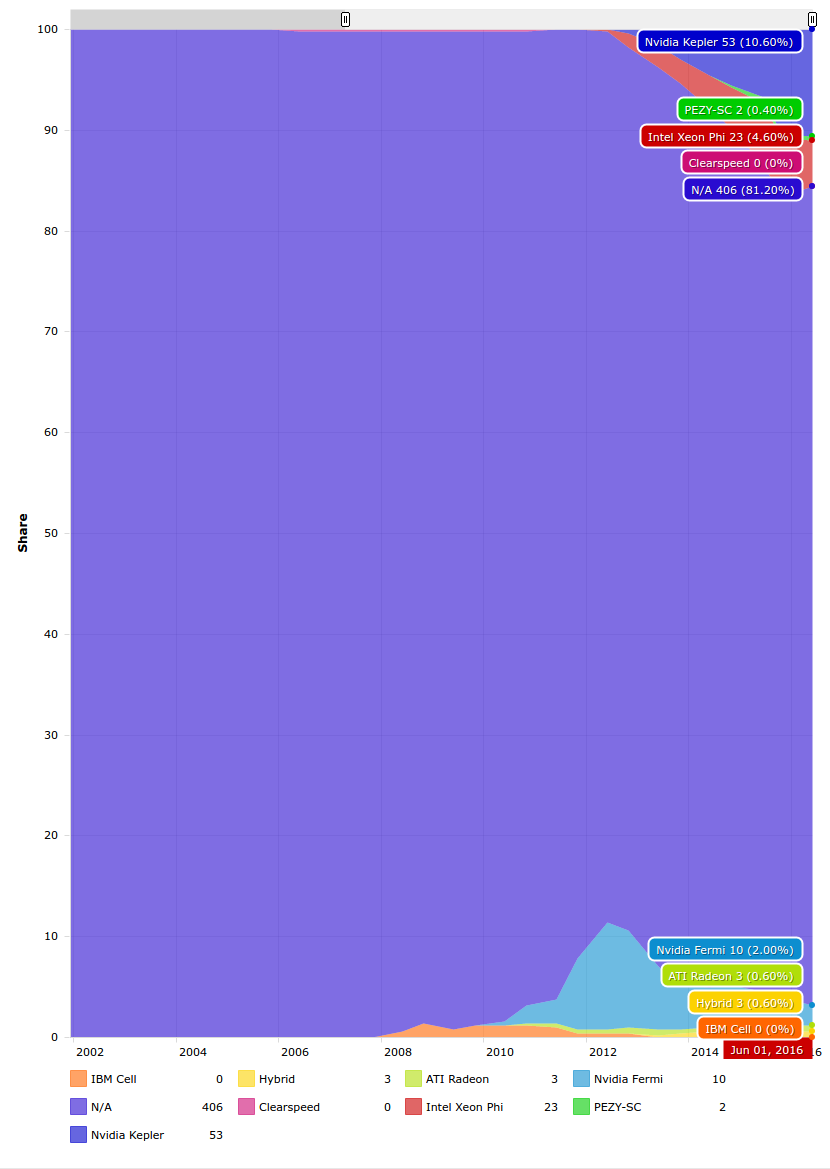 100
Nvidia Kepler 53 (10.60%)
PEZY-SC 2 (0.40%)
90
Intel Xeon Phi 23 (4.60%)
Clearspeed 0 (0%)
N/A 406 (81.20%)
80
70
60
50
Share
40
30
20
10
Nvidia Fermi 10 (2.00%)
ATI Radeon 3 (0.60%)
Hybrid 3 (0.60%)
IBM Cell 0 (0%)
0
2002 2004 2006 2008 2010 2012 2014 Jun 01, 2016 6
IBM Cell 0 Hybrid 3 ATI Radeon 3 Nvidia Fermi 10
N/A 406 Clearspeed 0 Intel Xeon Phi 23 PEZY-SC 2
Nvidia Kepler 53